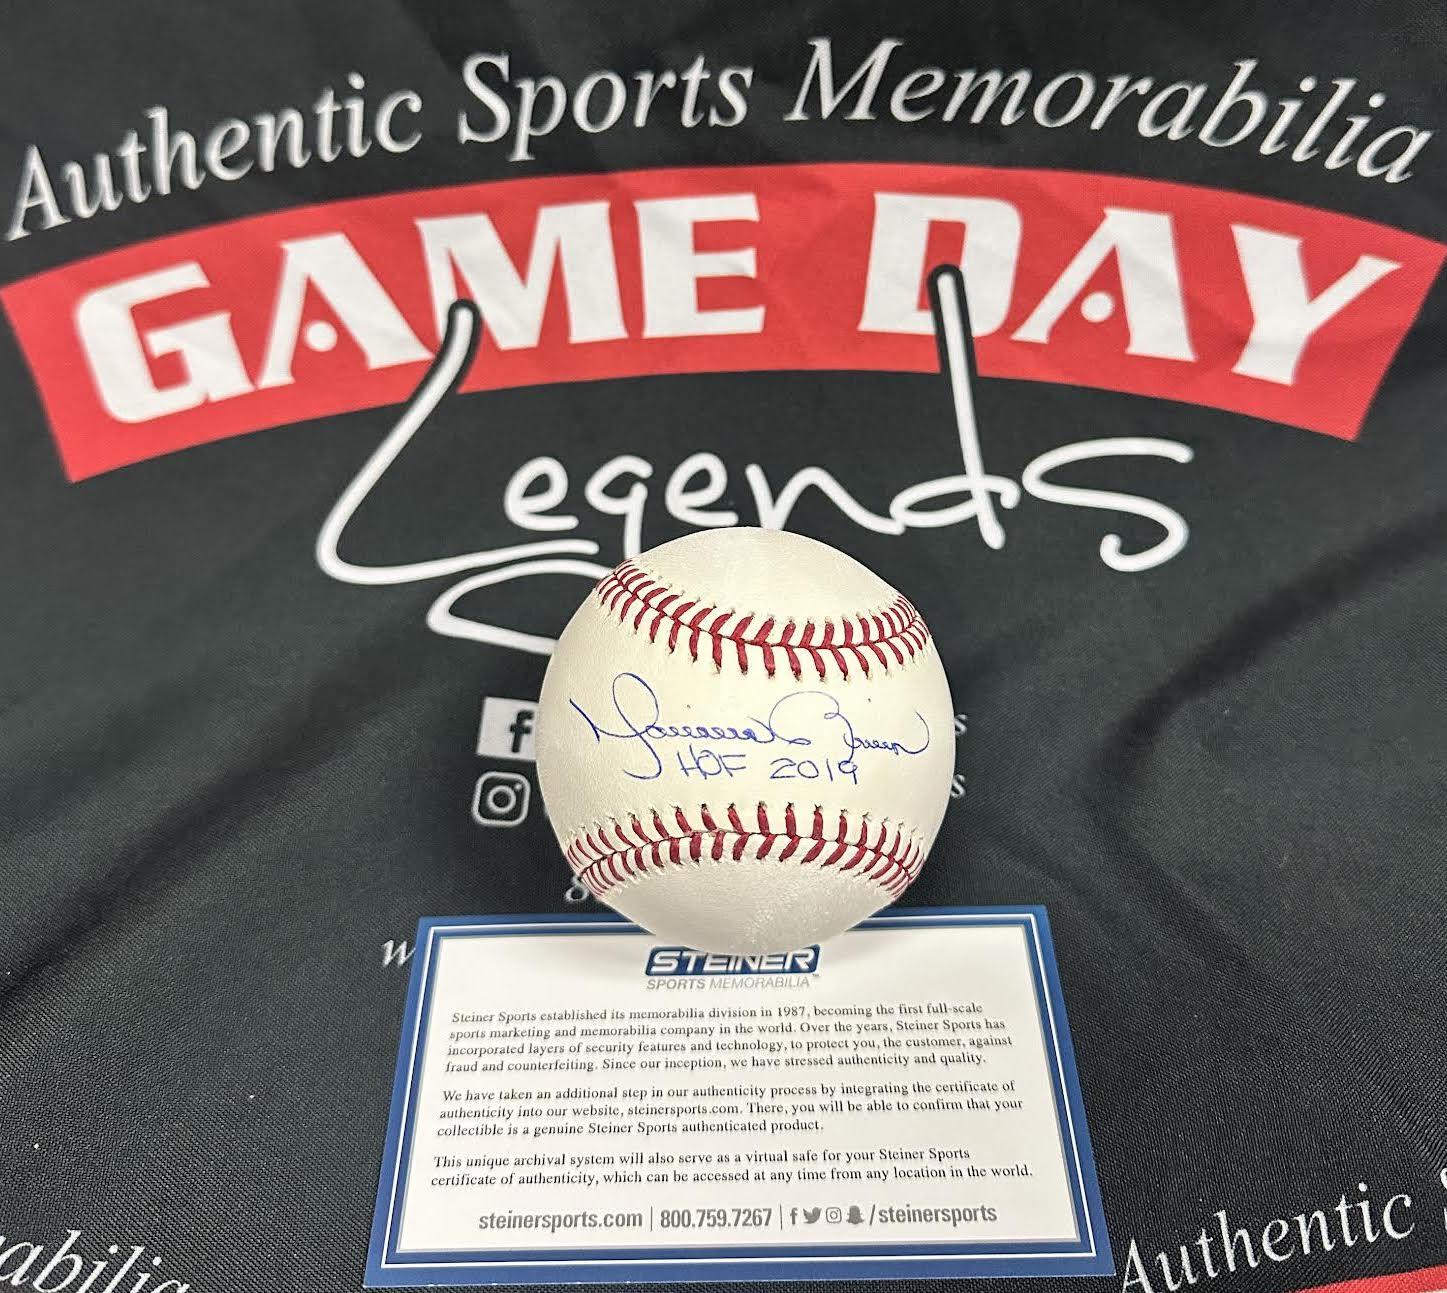 Authentic Sports Memorabilia
GAME DAY
Legends
f
Mariano Rivera
HOF 2019
s
s
g
w
STEINER
SPORTS MEMORABILIA™
Steiner Sports established its memorabilia division in 1987, becoming the first full-scale
sports marketing and memorabilia company in the world. Over the years, Steiner Sports has
incorporated layers of security features and technology, to protect you, the customer, against
fraud and counterfeiting. Since our inception, we have stressed authenticity and quality.
We have taken an additional step in our authenticity process by integrating the certificate of
authenticity into our website, steinersports.com. There, you will be able to confirm that your
collectible is a genuine Steiner Sports authenticated product.
This unique archival system will also serve as a virtual safe for your Steiner Sports
certificate of authenticity, which can be accessed at any time from any location in the world.
steinersports.com | 800.759.7267 | f /steinersports
abilia
Authentic S